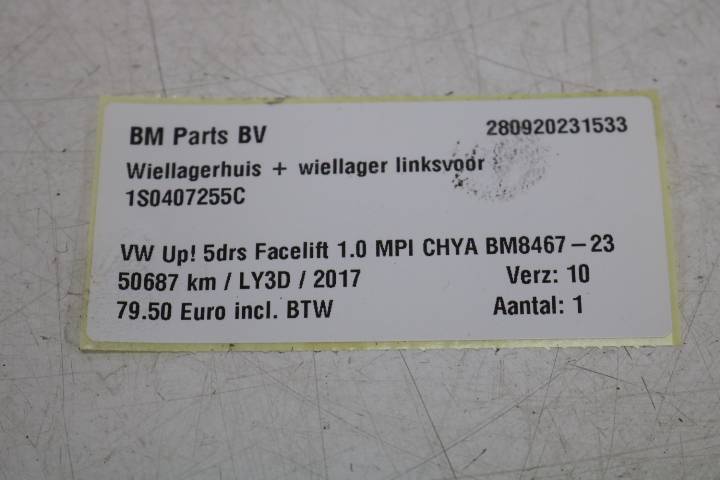 BM Parts BV 280920231533
Wiellagerhuis + wiellager linksvoor
1S0407255C
VW Up! 5drs Facelift 1.0 MPI CHYA BM8467-23
50687 km / LY3D / 2017 Verz: 10
79.50 Euro incl. BTW Aantal: 1